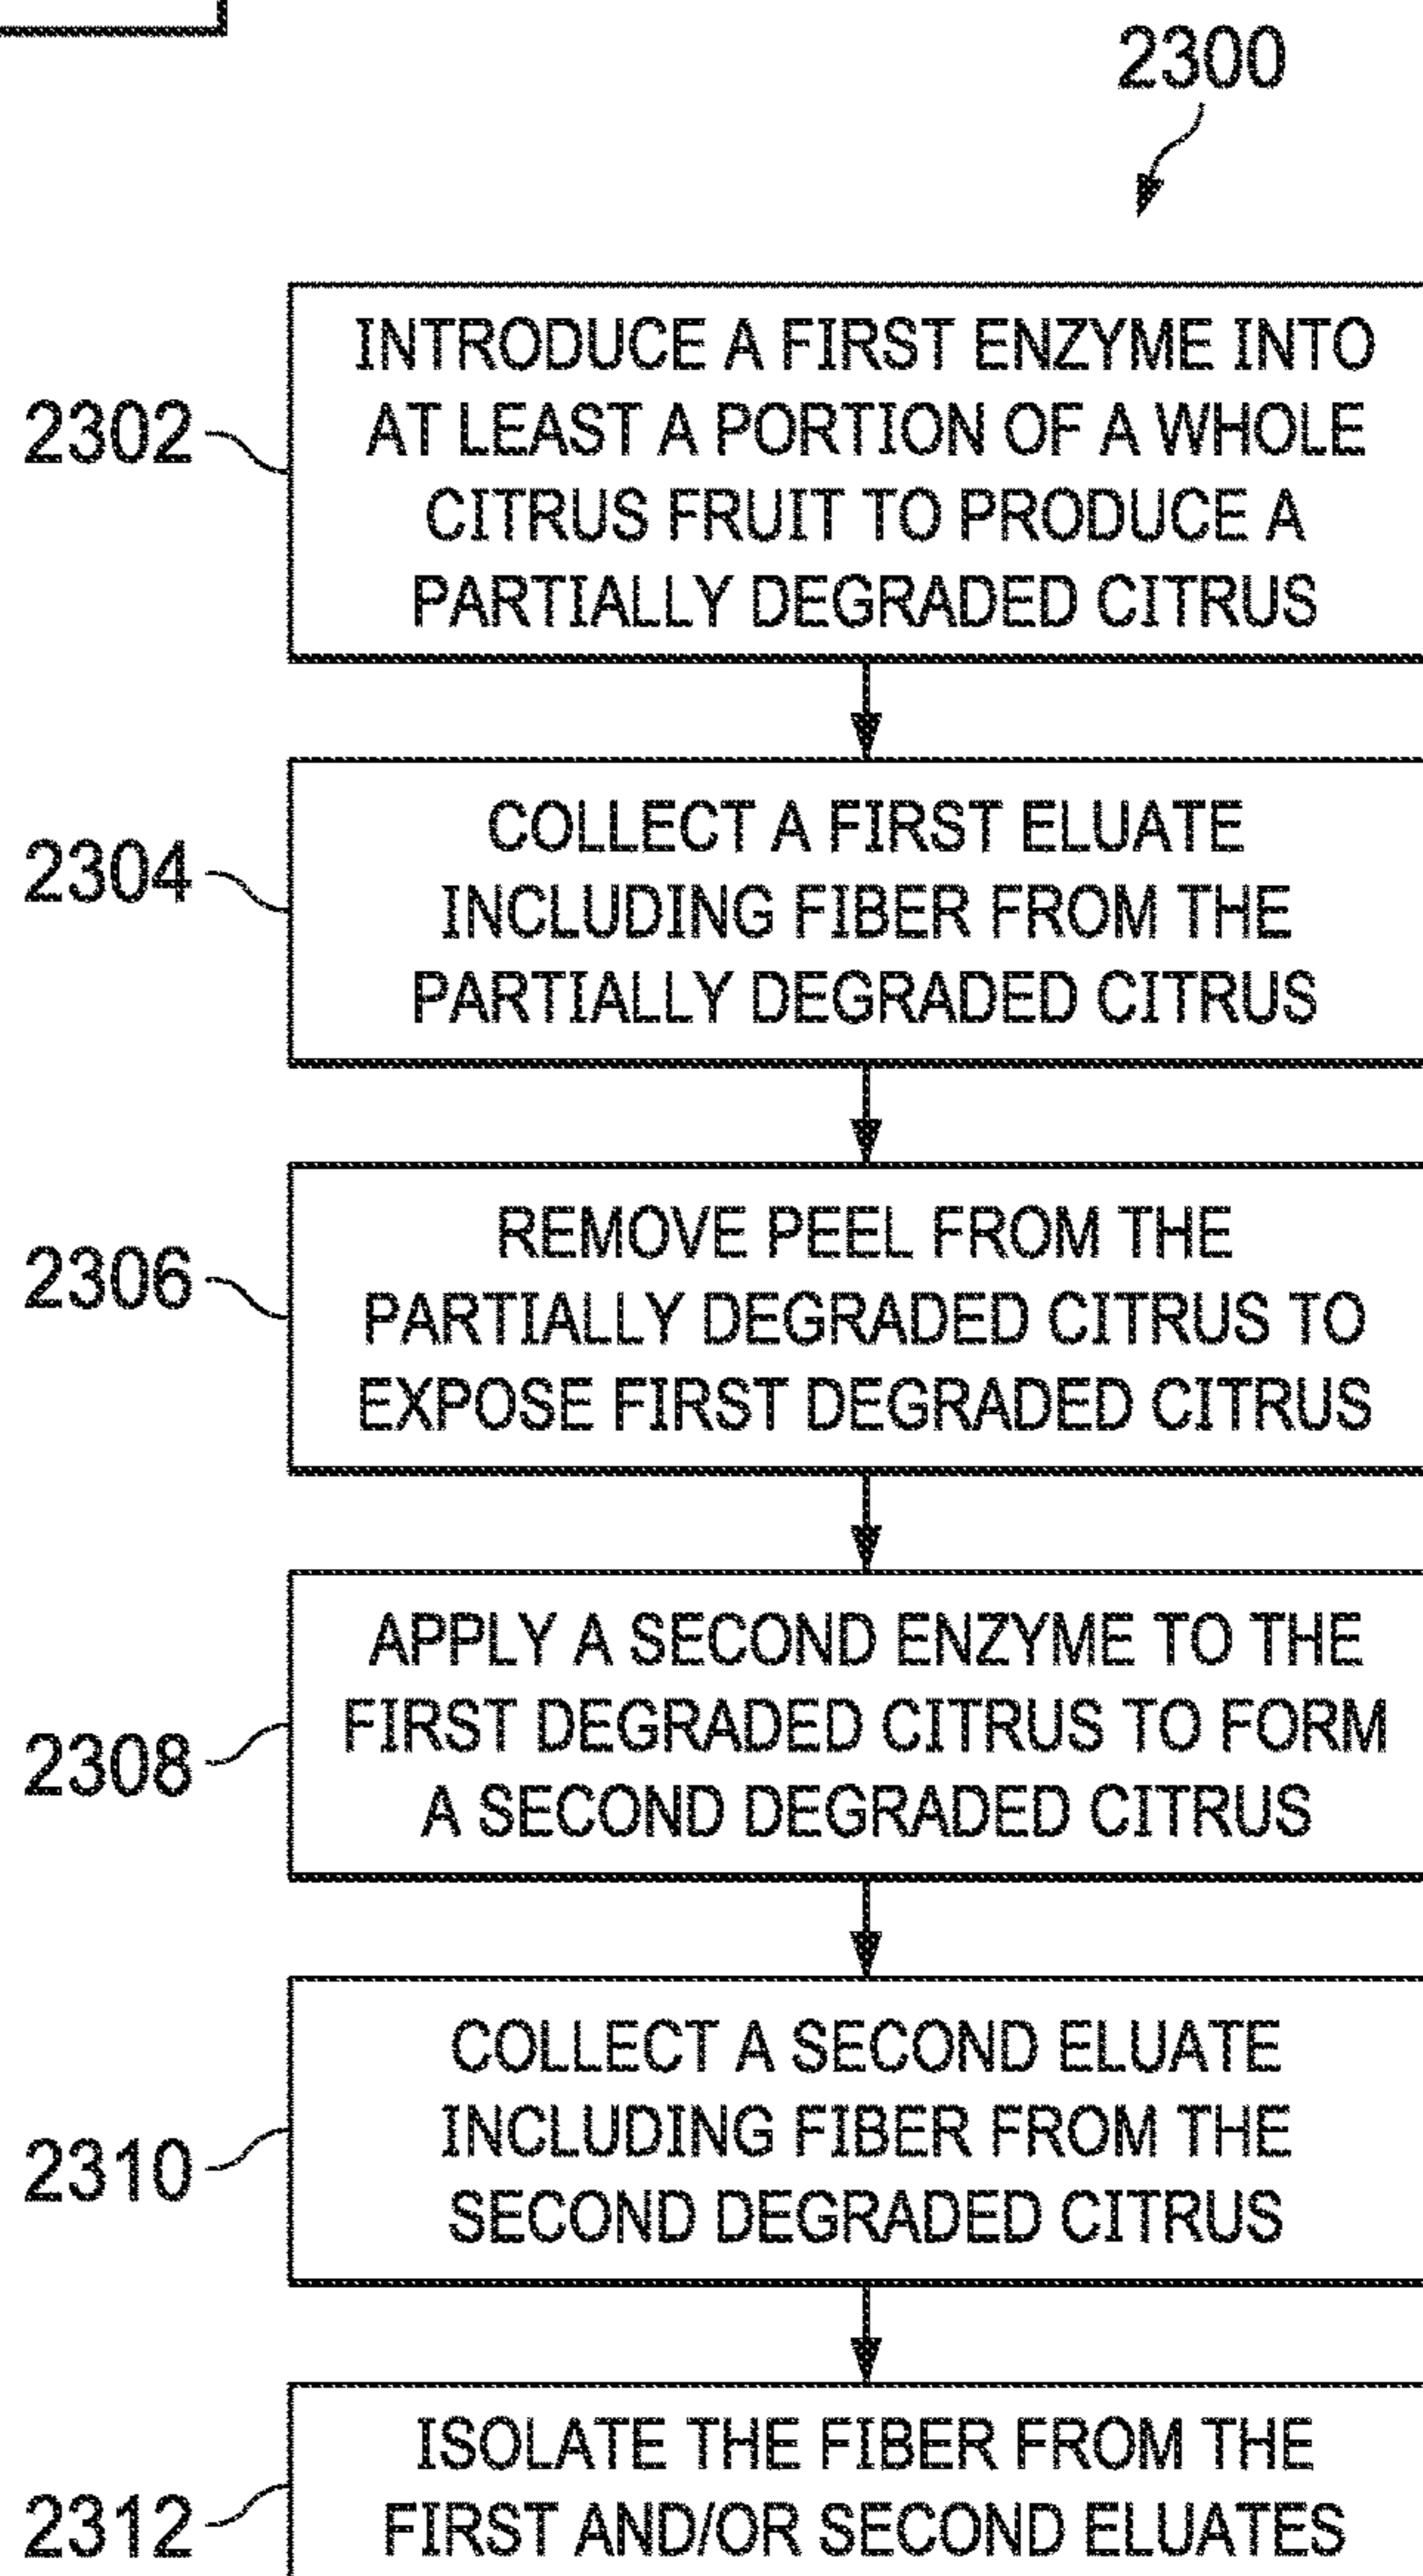 2300
2302
INTRODUCE A FIRST ENZYME INTO
AT LEAST A PORTION OF A WHOLE
CITRUS FRUIT TO PRODUCE A
PARTIALLY DEGRADED CITRUS
2304
COLLECT A FIRST ELUATE
INCLUDING FIBER FROM THE
PARTIALLY DEGRADED CITRUS
2306
REMOVE PEEL FROM THE
PARTIALLY DEGRADED CITRUS TO
EXPOSE FIRST DEGRADED CITRUS
2308
APPLY A SECOND ENZYME TO THE
FIRST DEGRADED CITRUS TO FORM
A SECOND DEGRADED CITRUS
2310
COLLECT A SECOND ELUATE
INCLUDING FIBER FROM THE
SECOND DEGRADED CITRUS
2312
ISOLATE THE FIBER FROM THE
FIRST AND/OR SECOND ELUATES